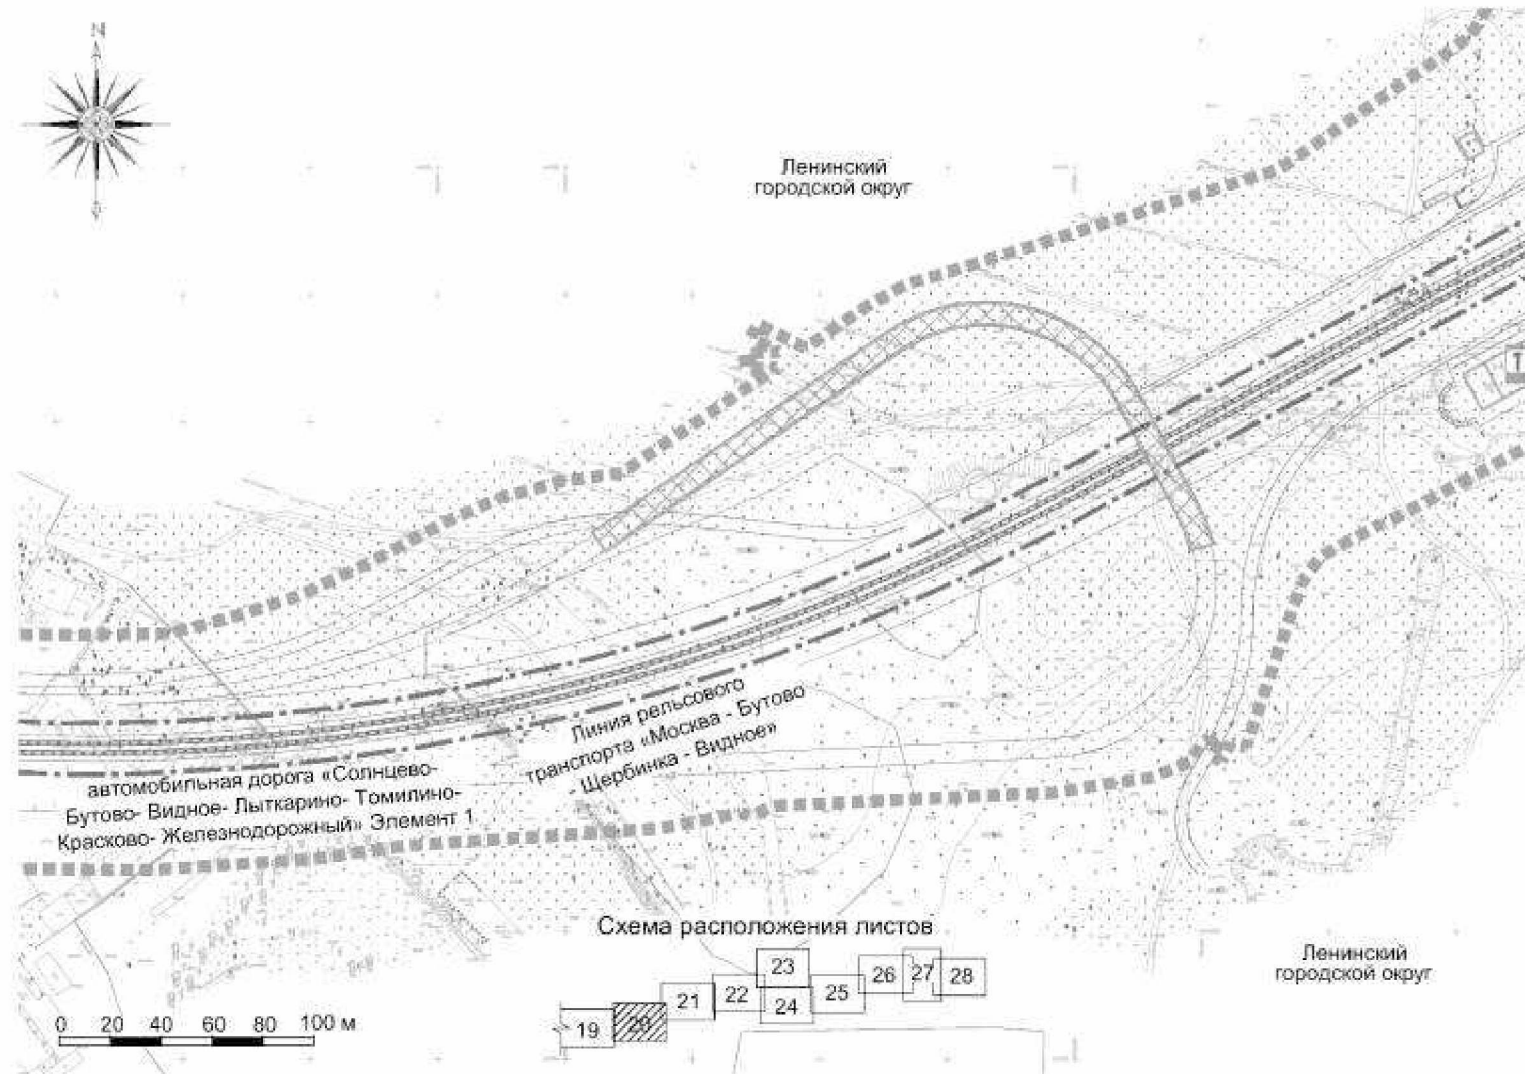 N
Ленинский
городской округ
Т
Линия рельсового
транспорта «Москва - Бутово
- Щербинка - Видное»
автомобильная дорога «Солнцево-
Бутово- Видное- Лыткарино- Томилино-
Красково- Железнодорожный» Элемент 1
Схема расположения листов
19
20
21
22
23
24
25
26
27
28
Ленинский
городской округ
0 20 40 60 80 100 м